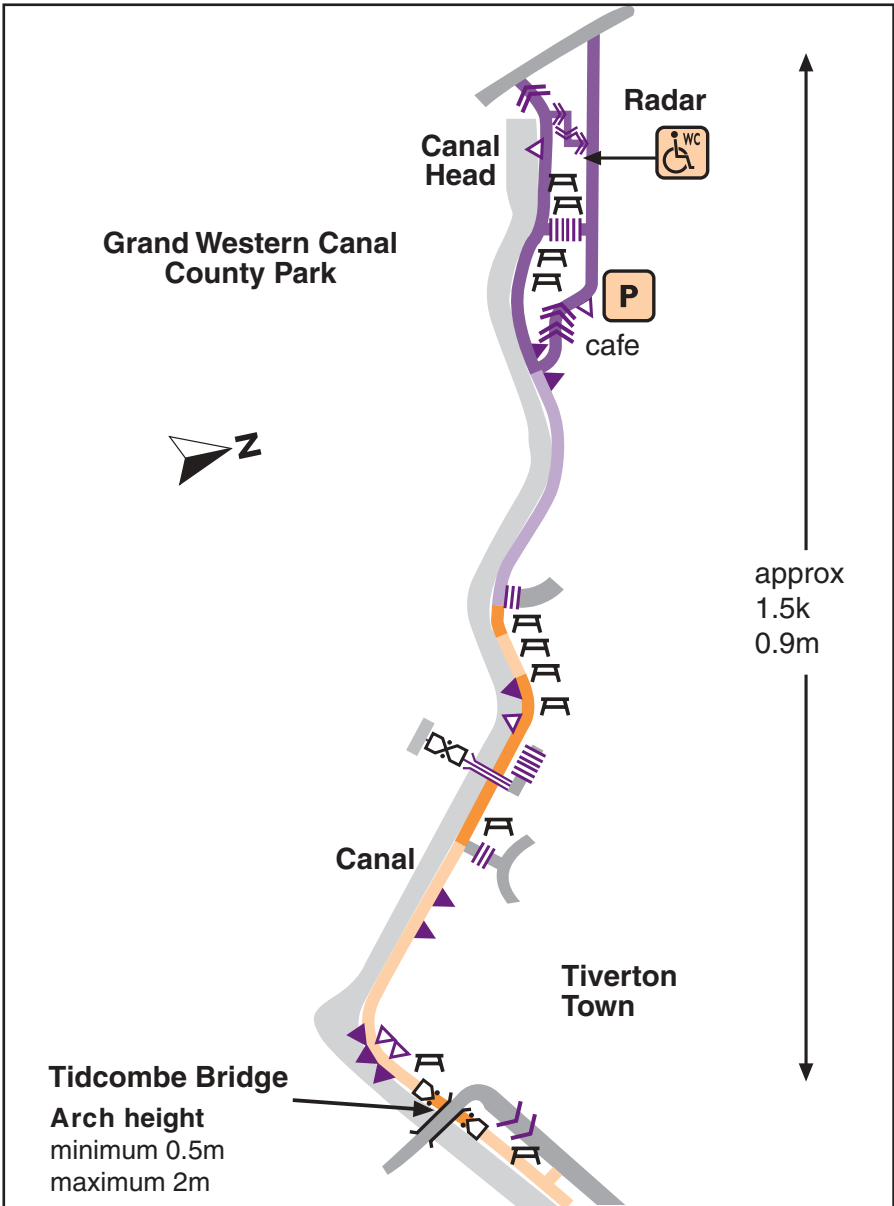 Radar
WC
Canal
Head
Grand Western Canal
County Park
P
cafe
N
approx
1.5k
0.9m
Canal
Tiverton
Town
Tidcombe Bridge
Arch height
minimum 0.5m
maximum 2m